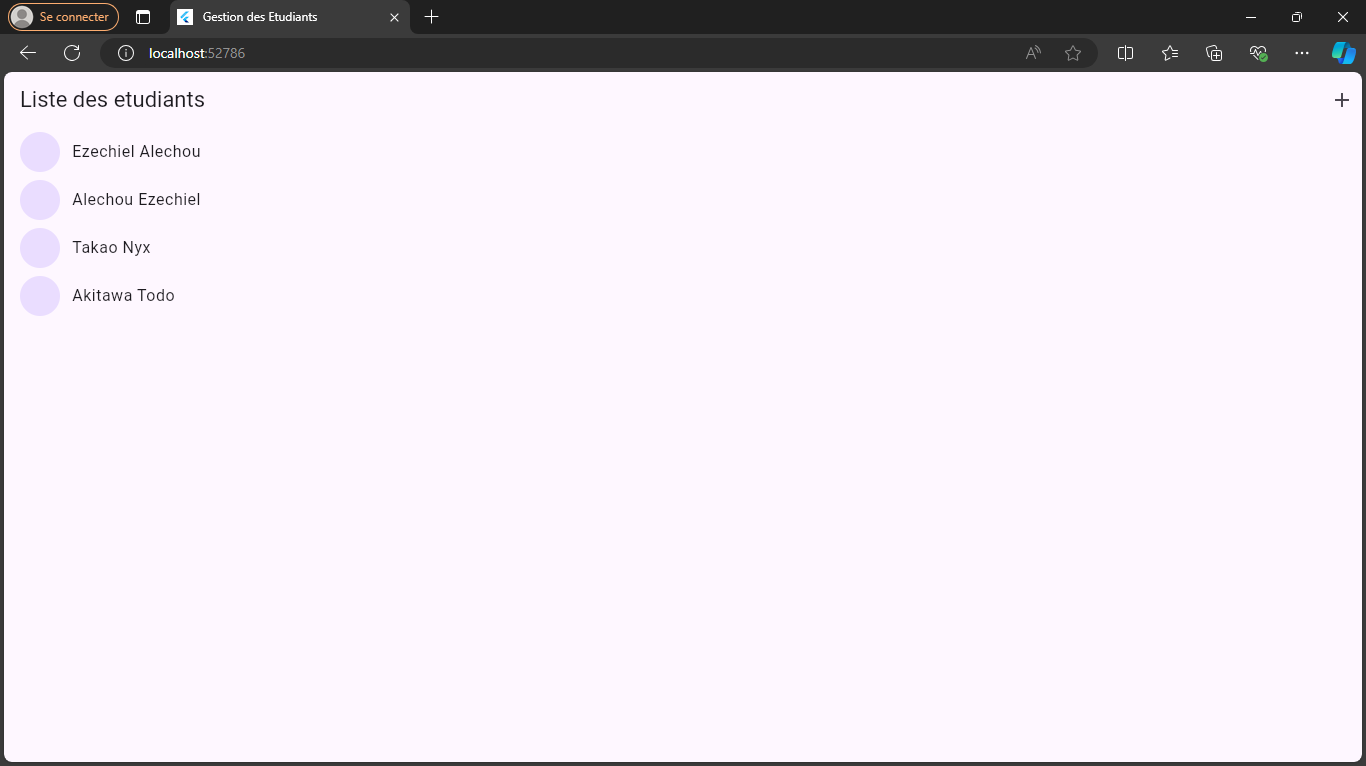 Se connecter
Gestion des Etudiants
localhost:52786
Liste des etudiants
Ezechiel Alechou
Alechou Ezechiel
Takao Nyx
Akitawa Todo